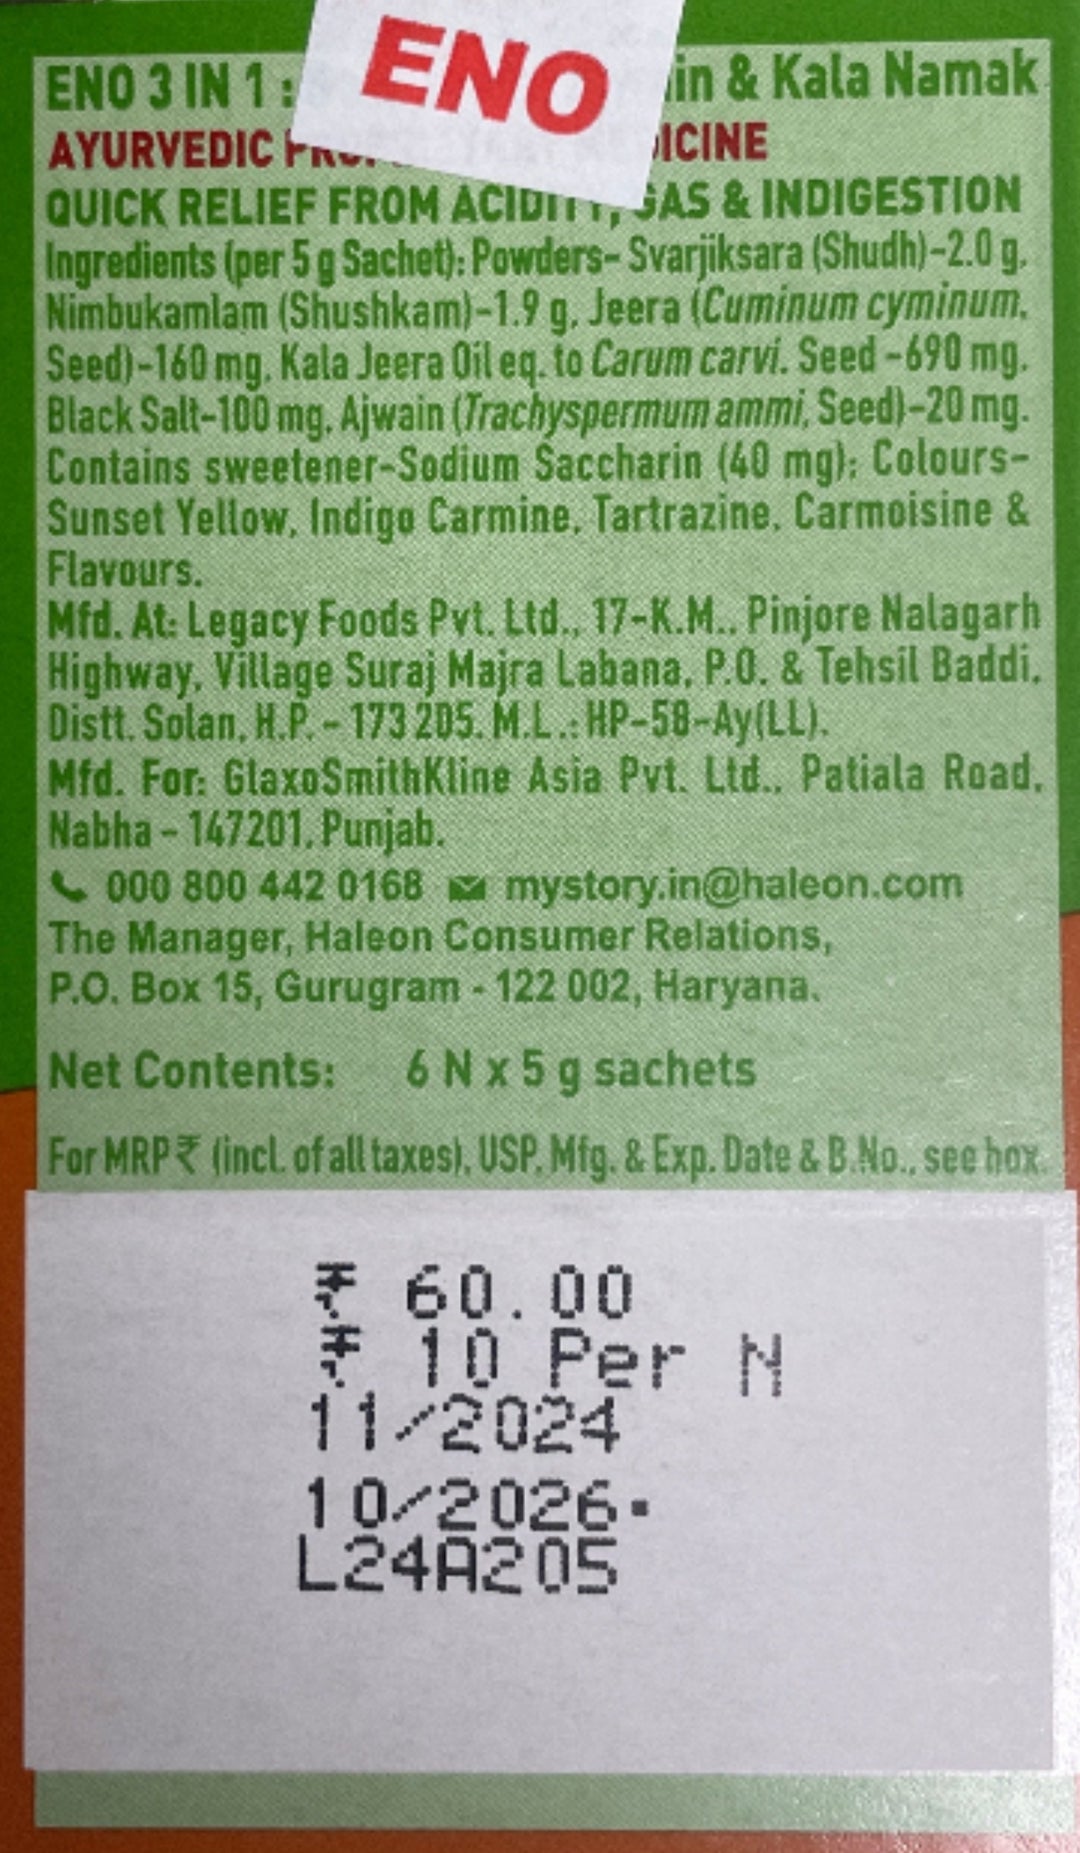 ENO
ENO 3 IN 1 : in & Kala Namak
AYURVEDIC
QUICK RELIEF FROM ACIDITY, GAS & INDIGESTION
Ingredients (per 5 g Sachet): Powders- Svarjiksara (Shudh)-2.0 g,
Nimbukamlam (Shushkam)-1.9 g, Jeera (Cuminum cyminum,
Seed)-160 mg, Kala Jeera Oil eq. to Carum carvi. Seed -690 mg,
Black Salt-100 mg, Ajwain (Trachyspermum ammi, Seed)-20 mg.
Contains sweetener-Sodium Saccharin (40 mg); Colours-
Sunset Yellow, Indigo Carmine, Tartrazine, Carmoisine &
Flavours.
Mfd. At: Legacy Foods Pvt. Ltd., 17-K.M., Pinjore Nalagarh
Highway, Village Suraj Majra Labana, P.O. & Tehsil Baddi,
Distt. Solan, H.P. - 173 205. M.L.: HP-58-Ay(LL).
Mfd. For: GlaxoSmithKline Asia Pvt. Ltd., Patiala Road,
Nabha - 147201, Punjab.
000 800 442 0168 mystory.in@haleon.com
The Manager, Haleon Consumer Relations,
P.O. Box 15, Gurugram - 122 002, Haryana.
Net Contents: 6 N x 5 g sachets
For MRP ₹ (incl. of all taxes), USP, Mfg. & Exp. Date & B.No., see box.
₹ 60.00
₹ 10 Per N
11/2024
10/2026.
L24A205